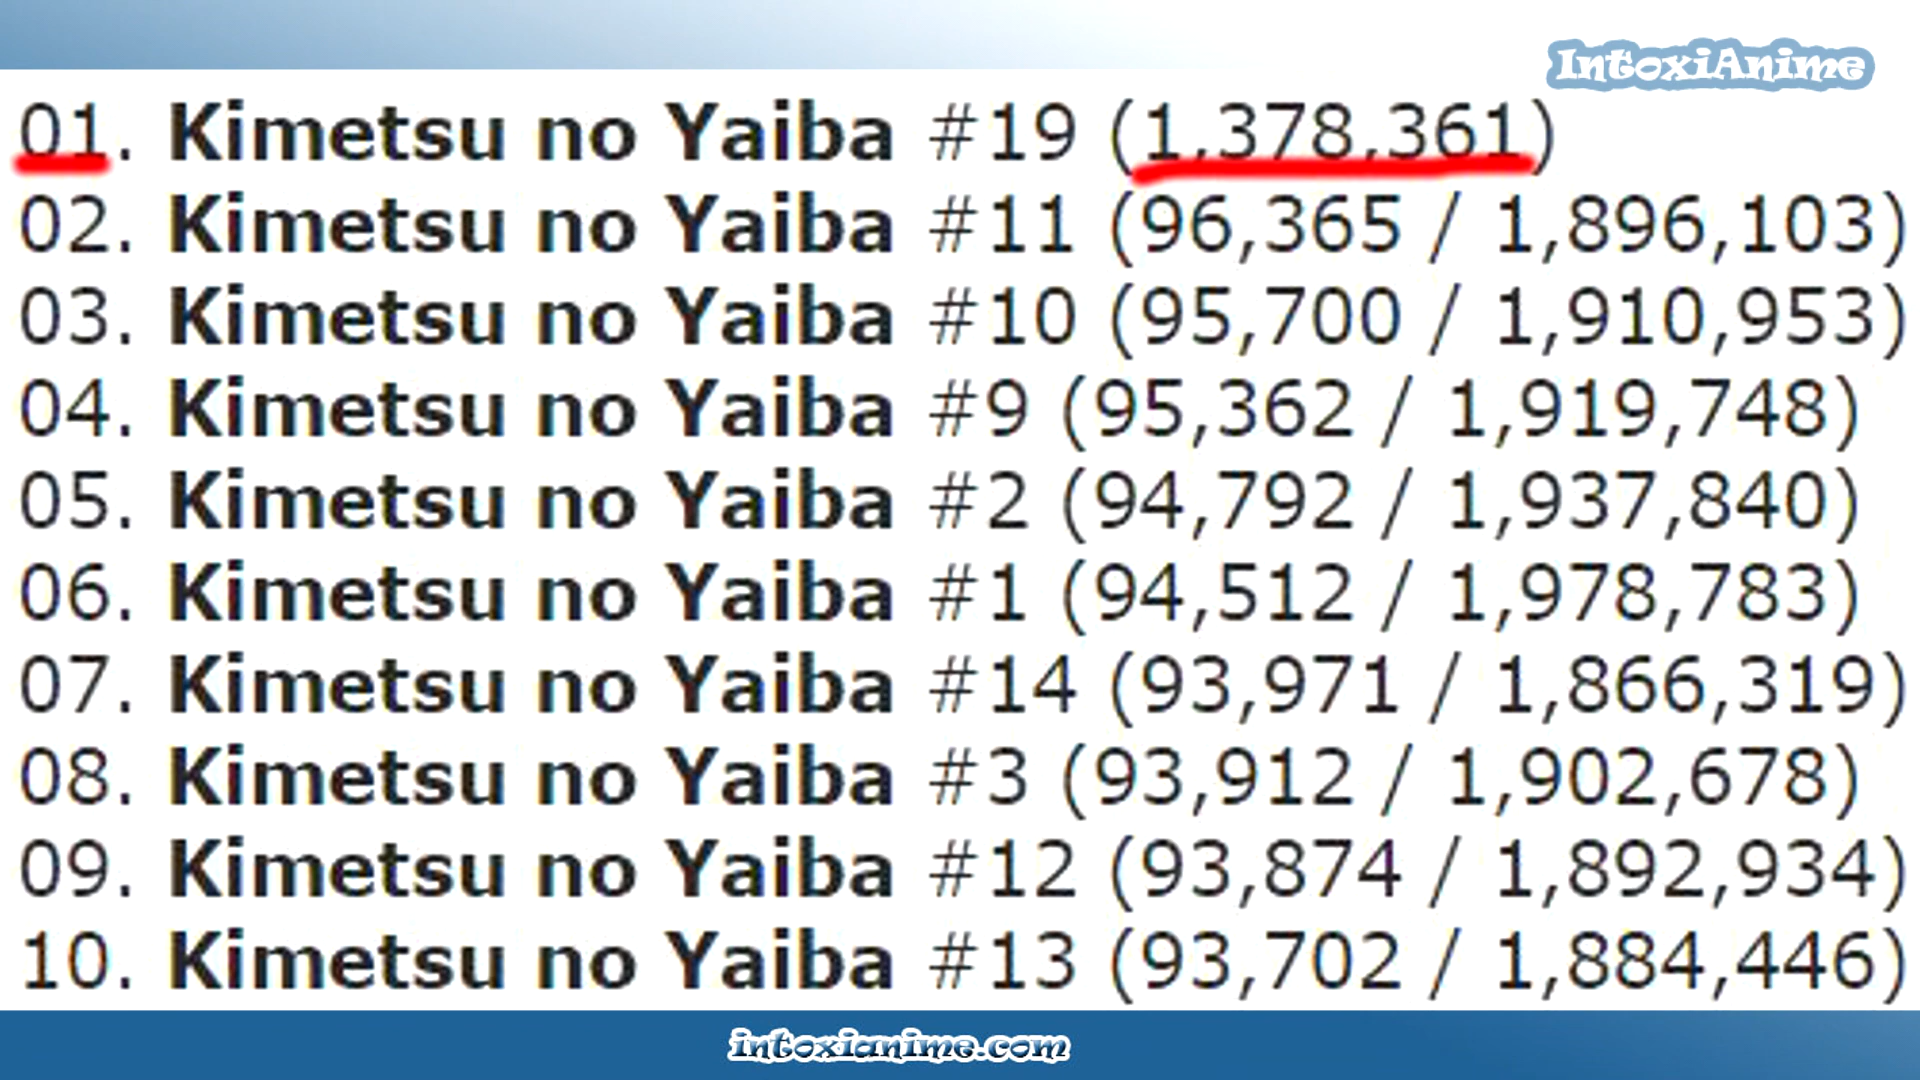 IntoxiAnime
01. Kimetsu no Yaiba #19 (1,378,361)
02. Kimetsu no Yaiba #11 (96,365 / 1,896,103)
03. Kimetsu no Yaiba #10 (95,700 / 1,910,953)
04. Kimetsu no Yaiba #9 (95,362 / 1,919,748)
05. Kimetsu no Yaiba #2 (94,792 / 1,937,840)
06. Kimetsu no Yaiba #1 (94,512 / 1,978,783)
07. Kimetsu no Yaiba #14 (93,971 / 1,866,319)
08. Kimetsu no Yaiba #3 (93,912 / 1,902,678)
09. Kimetsu no Yaiba #12 (93,874 / 1,892,934)
10. Kimetsu no Yaiba #13 (93,702 / 1,884,446)
intoxianime.com